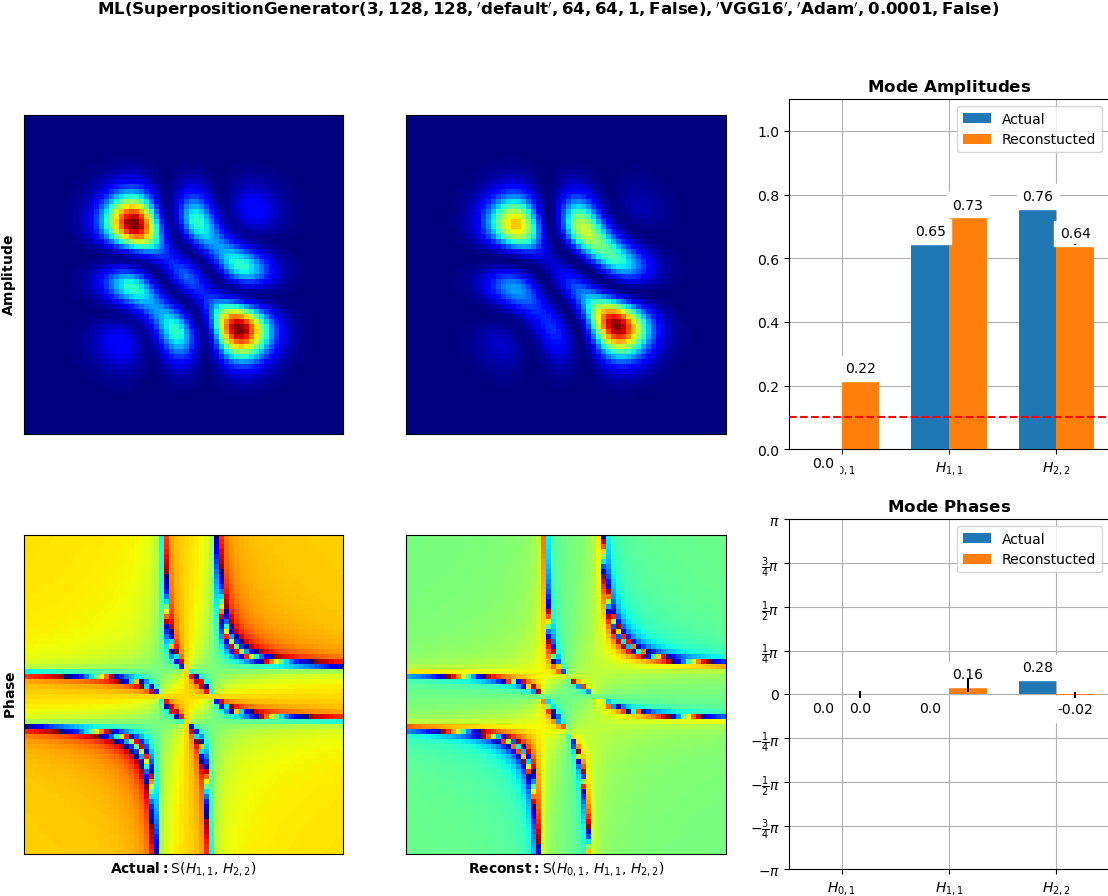 ML(SuperpositionGenerator(3, 128, 128, ′default′, 64, 64, 1, False), ′VGG16′, ′Adam′, 0.0001, False)
Amplitude
Mode Amplitudes
Actual
Reconstucted
1.0
0.8
0.6
0.4
0.2
0.0
0.0
0.22
0.65
0.73
0.76
0.64
0, 1
H1, 1
H2, 2
Phase
Actual: S(H1, 1, H2, 2)
Reconst: S(H0, 1, H1, 1, H2, 2)
Mode Phases
Actual
Reconstucted
π
3/4π
1/2π
1/4π
0
−1/4π
−1/2π
−3/4π
−π
0.0
0.0
0.0
0.16
0.28
-0.02
H0, 1
H1, 1
H2, 2